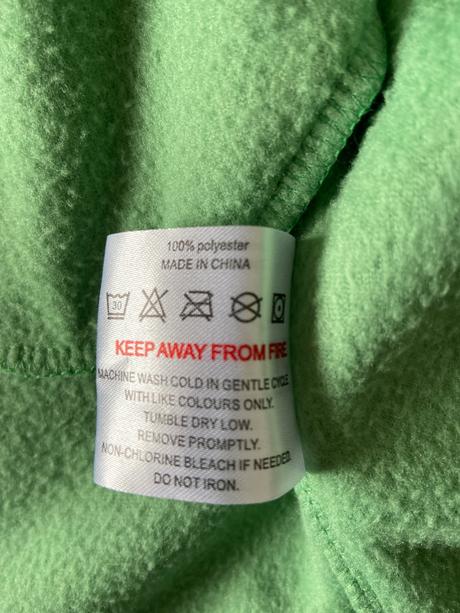 100% polyester
MADE IN CHINA
30
KEEP AWAY FROM FIRE
MACHINE WASH COLD IN GENTLE CYCLE
WITH LIKE COLOURS ONLY.
TUMBLE DRY LOW.
REMOVE PROMPTLY.
NON-CHLORINE BLEACH IF NEEDED.
DO NOT IRON.